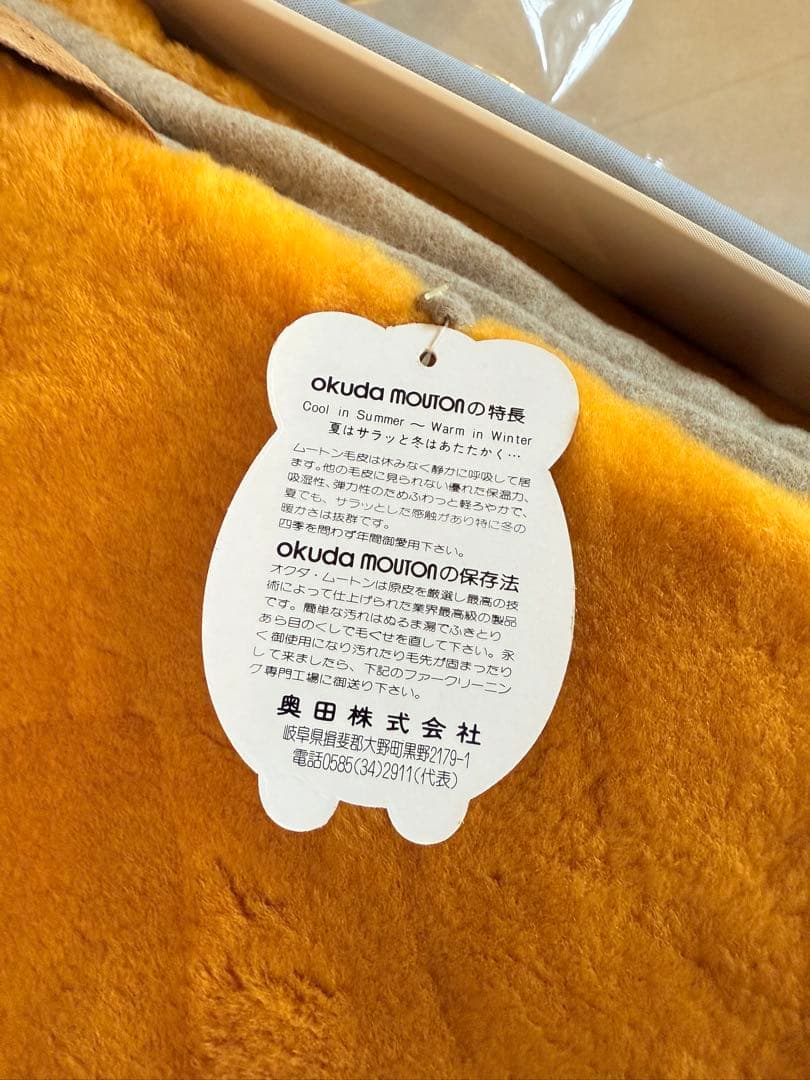 okuda MOUTONの特長
Cool in Summer ～ Warm in Winter
夏はサラッと冬はあたたかく…
ムートン毛皮は休みなく静かに呼吸して居
ます。他の毛皮に見られない優れた保温力、
吸湿性、弾力性のためふわっと軽ろやかで、
夏でも、サラッとした感触があり特に冬の
暖かさは抜群です。
四季を問わず年間御愛用下さい。
okuda MOUTONの保存法
オクダ・ムートンは原皮を厳選し最高の技
術によって仕上げられた業界最高級の製品
です。簡単な汚れはぬるま湯でふきとり
あら目のくしで毛ぐせを直して下さい。永
く御使用になり汚れたり毛先が固まったり
して来ましたら、下記のファークリーニン
グ専門工場に御送り下さい。
奥田株式会社
岐阜県揖斐郡大野町黒野2179-1
電話0585(34)2911(代表)